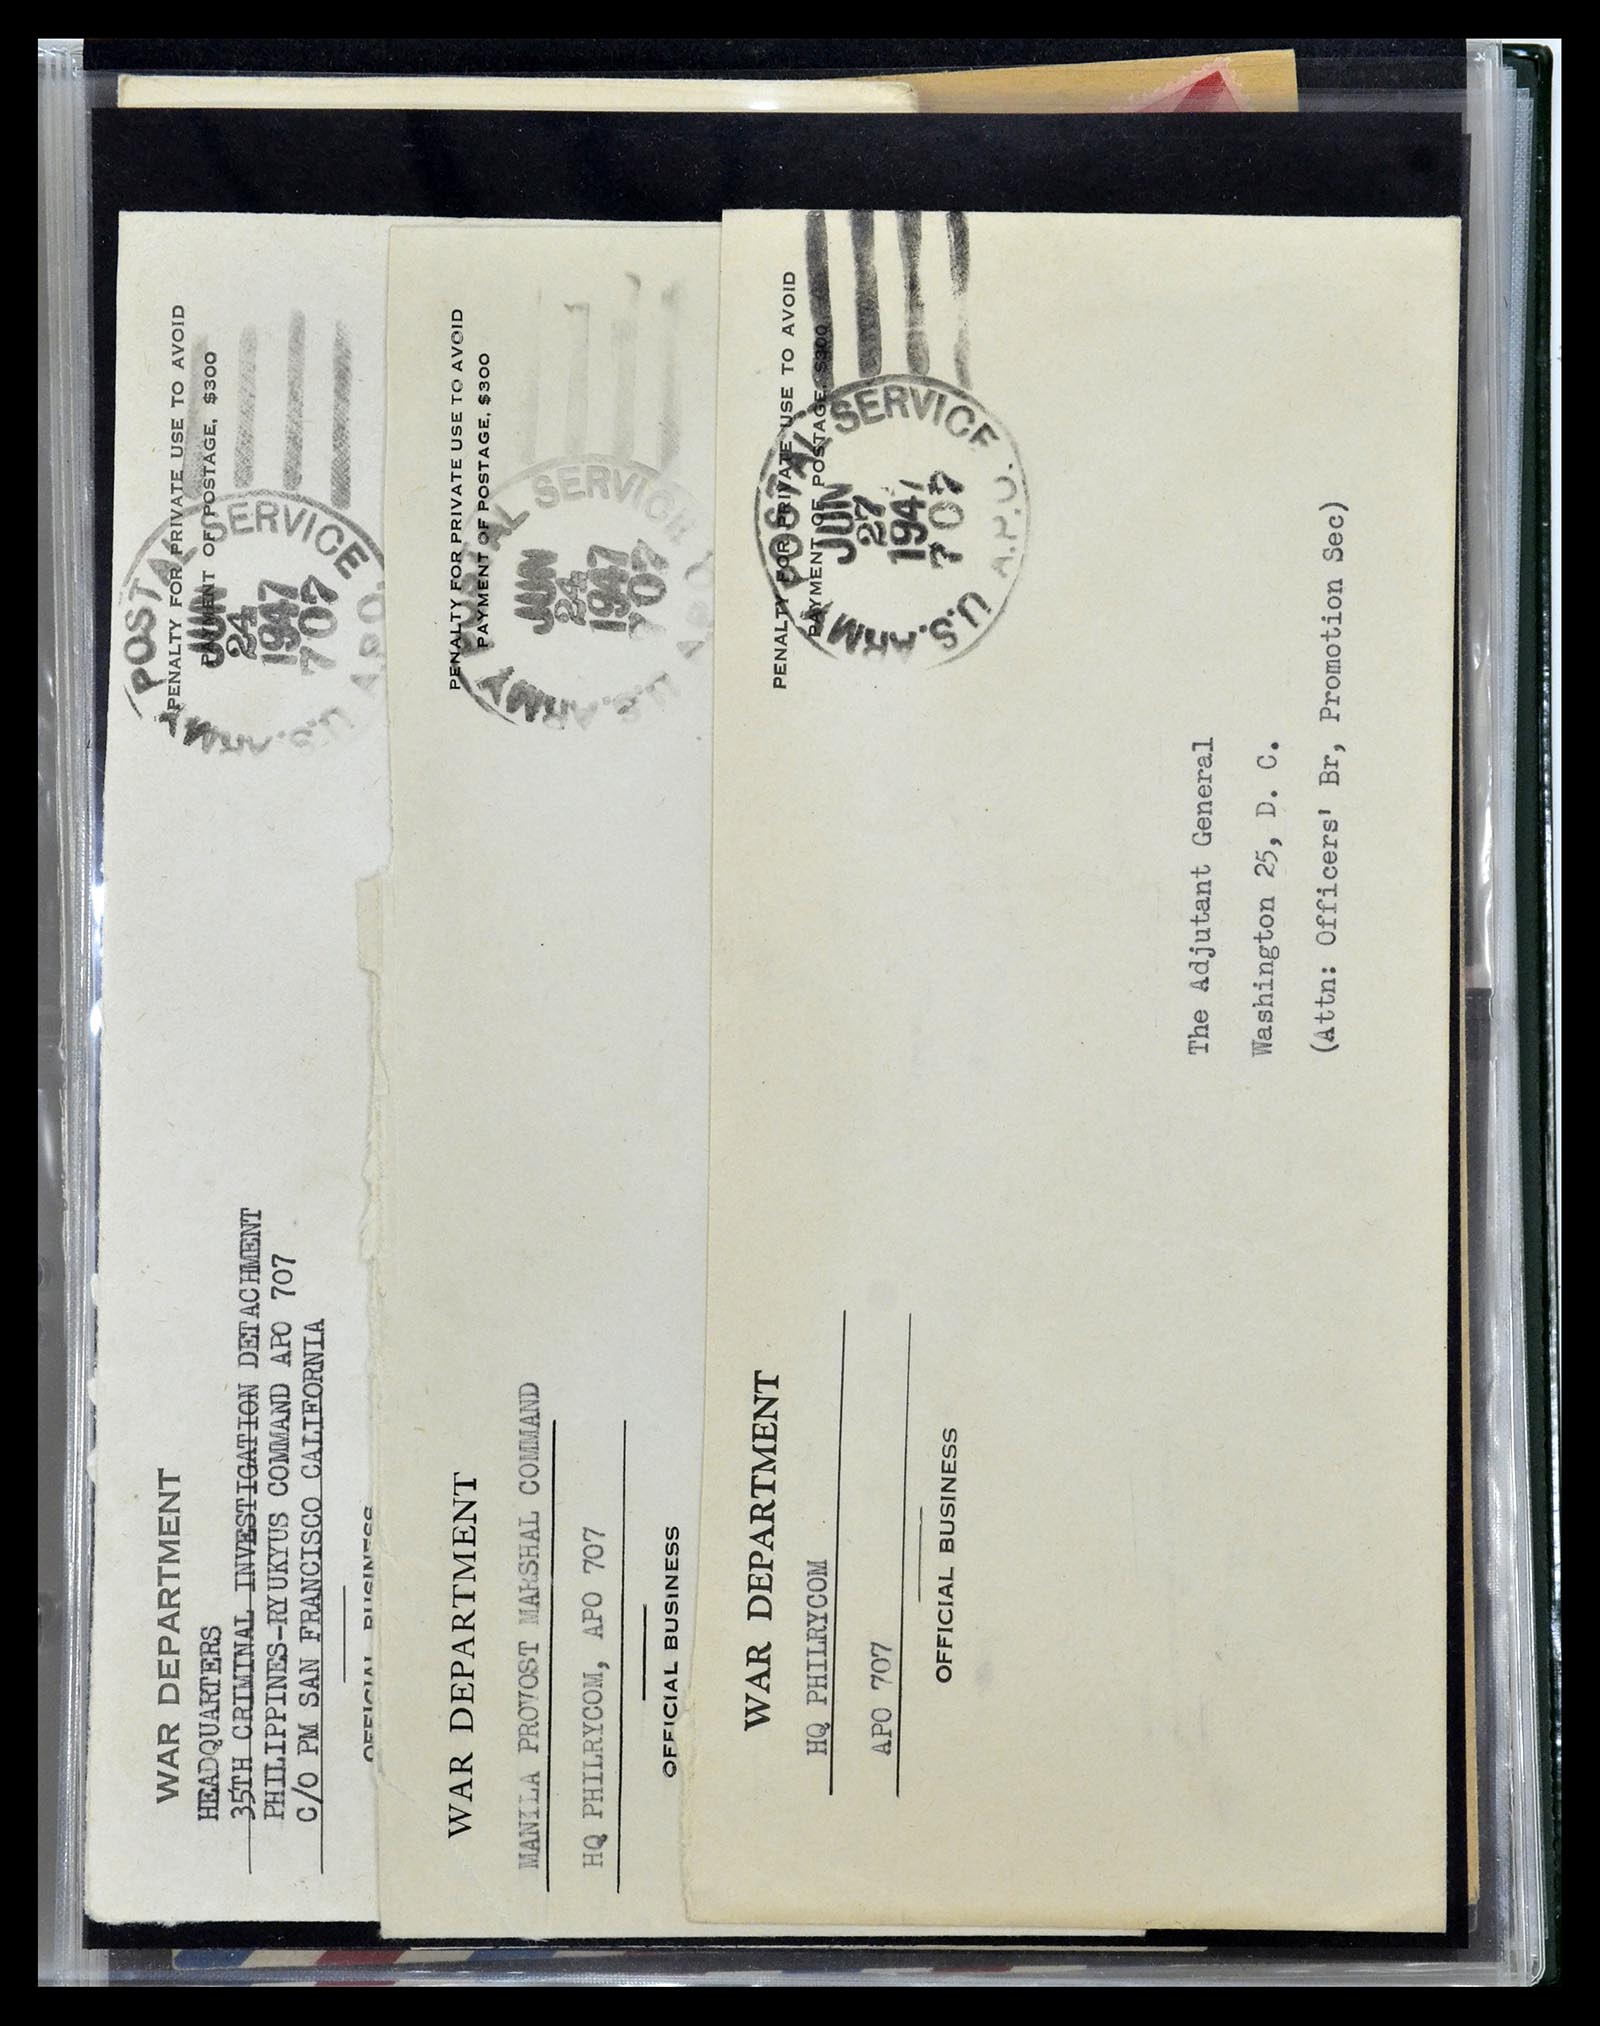 WAR DEPARTMENT
HEADQUARTERS
35TH CRIMINAL INVESTIGATION DETACHMENT
PHILIPPINES-RYUKYUS COMMAND APO 707
C/O PM SAN FRANCISCO CALIFORNIA
OFFICIAL BUSINESS
PENALTY FOR PRIVATE USE TO AVOID
PAYMENT OF POSTAGE, $300
U.S. ARMY POSTAL SERVICE A.P.O.
JUN
24
1947
707
WAR DEPARTMENT
MANILA PROVOST MARSHAL COMMAND
HQ PHILRYCOM, APO 707
OFFICIAL BUSINESS
PENALTY FOR PRIVATE USE TO AVOID
PAYMENT OF POSTAGE, $300
U.S. ARMY POSTAL SERVICE A.P.O.
JUN
24
1947
707
WAR DEPARTMENT
HQ PHILRYCOM
APO 707
OFFICIAL BUSINESS
PENALTY FOR PRIVATE USE TO AVOID
PAYMENT OF POSTAGE, $300
U.S. ARMY POSTAL SERVICE A.P.O.
JUN
27
1947
707
The Adjutant General
Washington 25, D. C.
(Attn: Officers' Br, Promotion Sec)